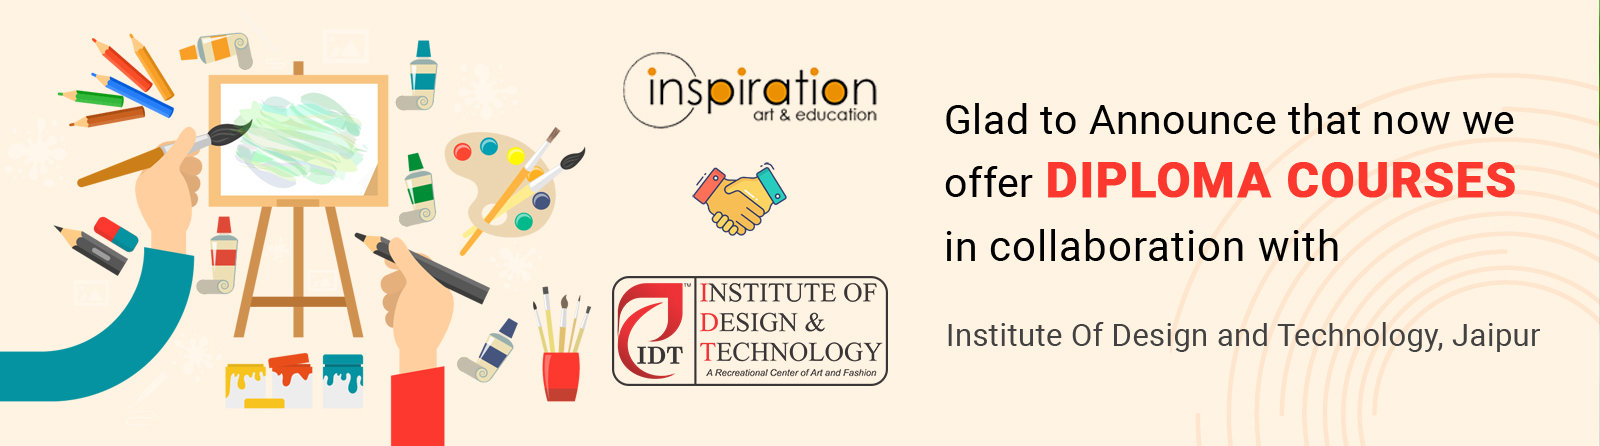 inspiration
art & education
IDT
TM
INSTITUTE OF
DESIGN &
TECHNOLOGY
A Recreational Center of Art and Fashion
Glad to Announce that now we
offer DIPLOMA COURSES
in collaboration with
Institute Of Design and Technology, Jaipur